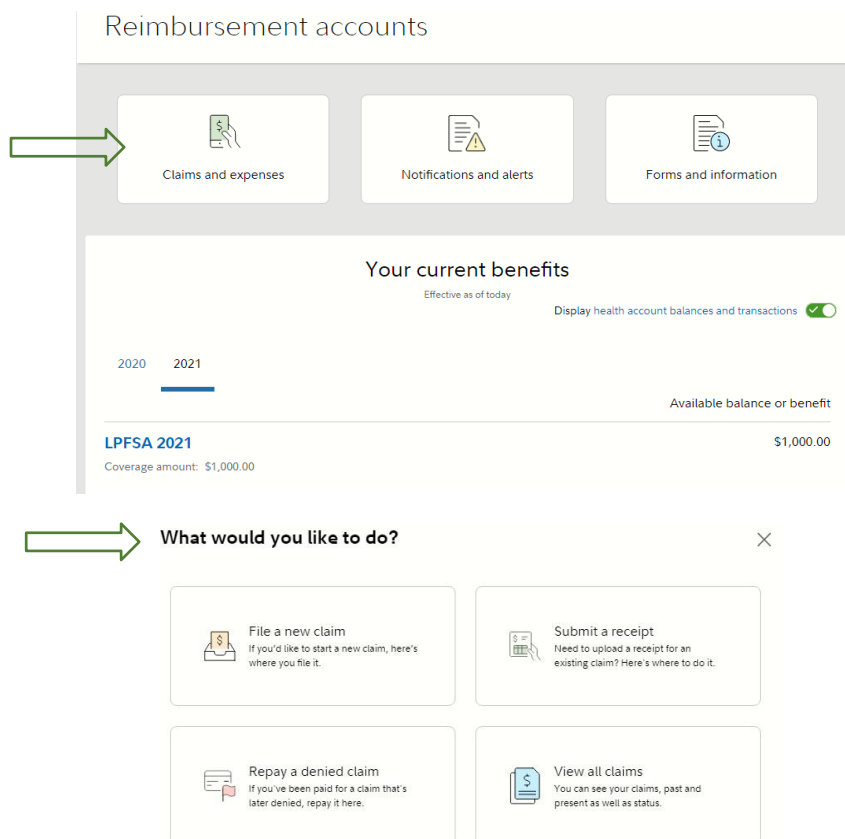 Reimbursement accounts
Claims and expenses
Notifications and alerts
Forms and information
Your current benefits
Effective as of today
Display health account balances and transactions
2020 2021
Available balance or benefit
LPFSA 2021 $1,000.00
Coverage amount: $1,000.00
What would you like to do?
File a new claim
If you'd like to start a new claim, here's
where you file it.
Submit a receipt
Need to upload a receipt for an
existing claim? Here's where to do it.
Repay a denied claim
If you've been paid for a claim that's
later denied, repay it here.
View all claims
You can see your claims, past and
present as well as status.